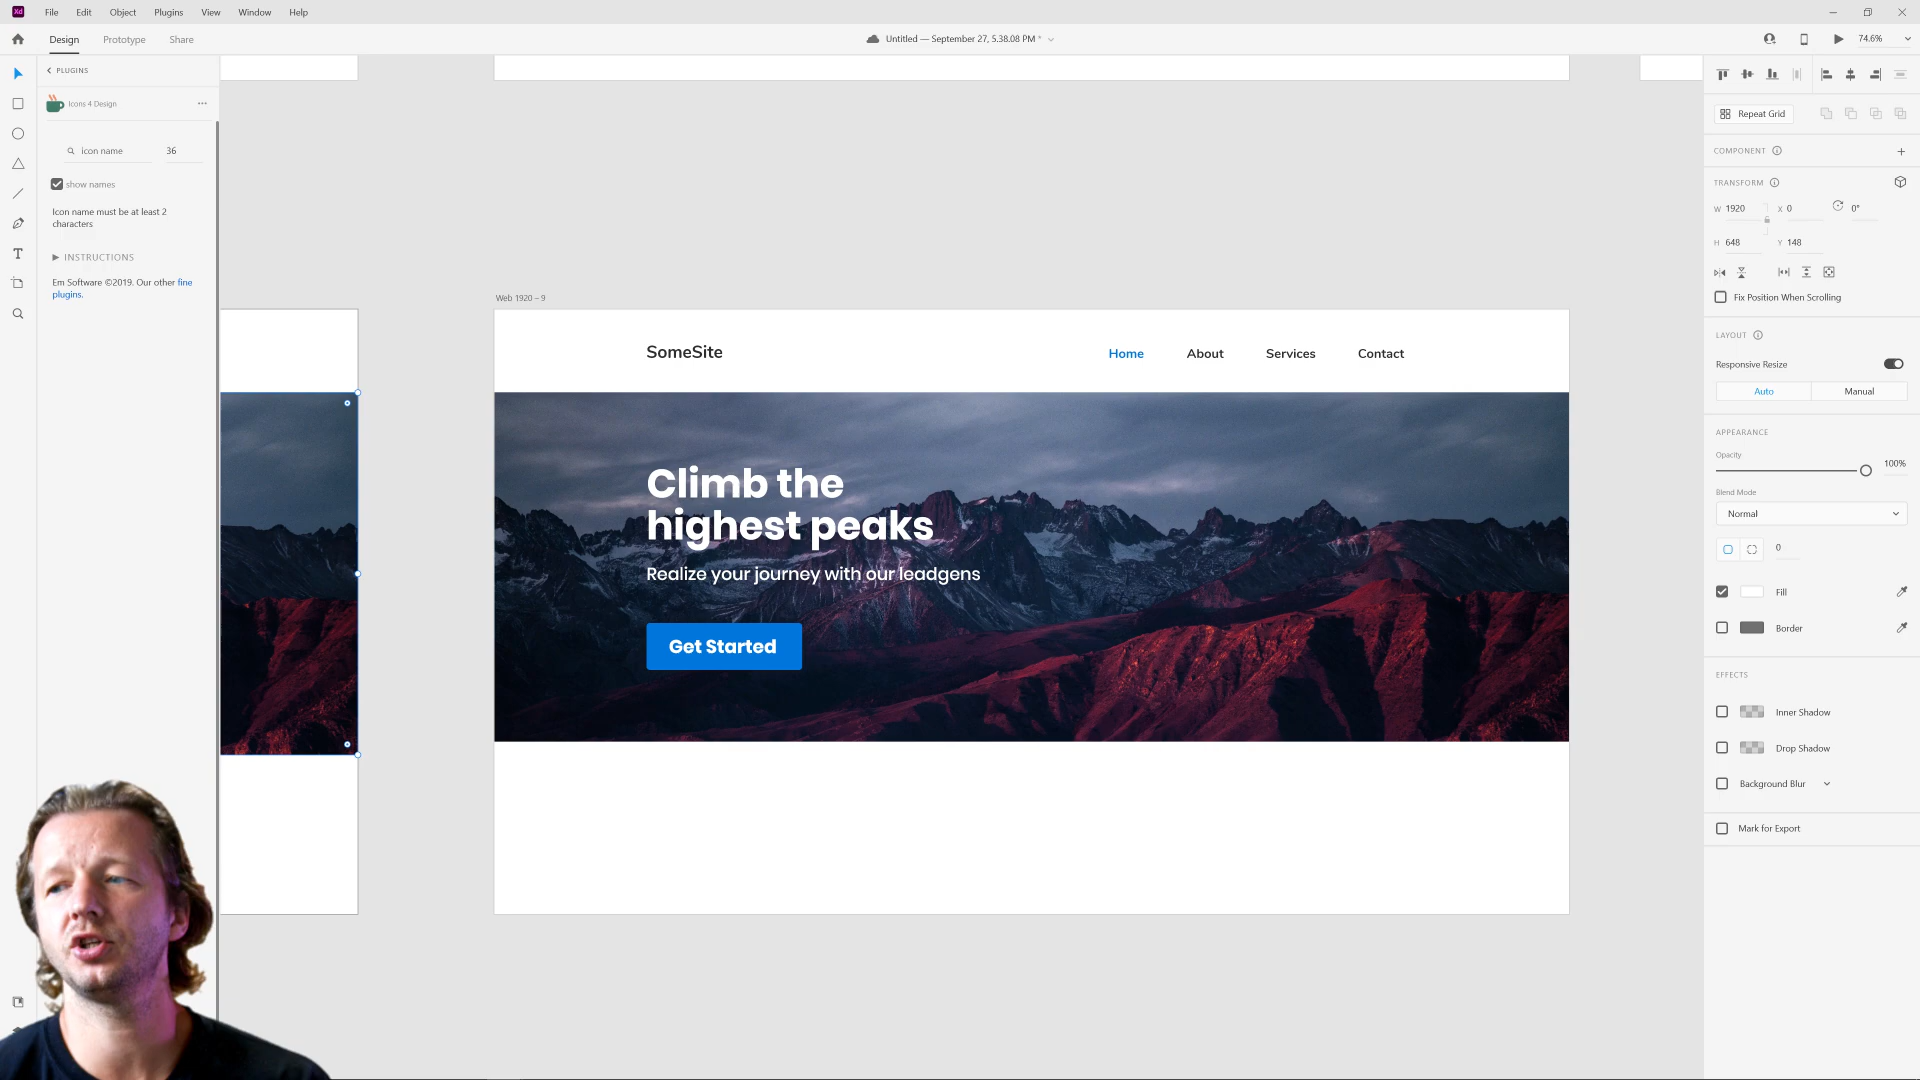 Xd File Edit Object Plugins View Window Help
Design Prototype Share
Untitled — September 27, 5.38.08 PM *
74.6%
PLUGINS
Icons 4 Design
icon name 36
show names
Icon name must be at least 2
characters
INSTRUCTIONS
Em Software ©2019. Our other fine
plugins.
Web 1920 – 9
SomeSite
Home About Services Contact
Climb the
highest peaks
Realize your journey with our leadgens
Get Started
Repeat Grid
COMPONENT
TRANSFORM
W 1920 X 0 0°
H 648 Y 148
Fix Position When Scrolling
LAYOUT
Responsive Resize
Auto Manual
APPEARANCE
Opacity
100%
Blend Mode
Normal
0
Fill
Border
EFFECTS
Inner Shadow
Drop Shadow
Background Blur
Mark for Export